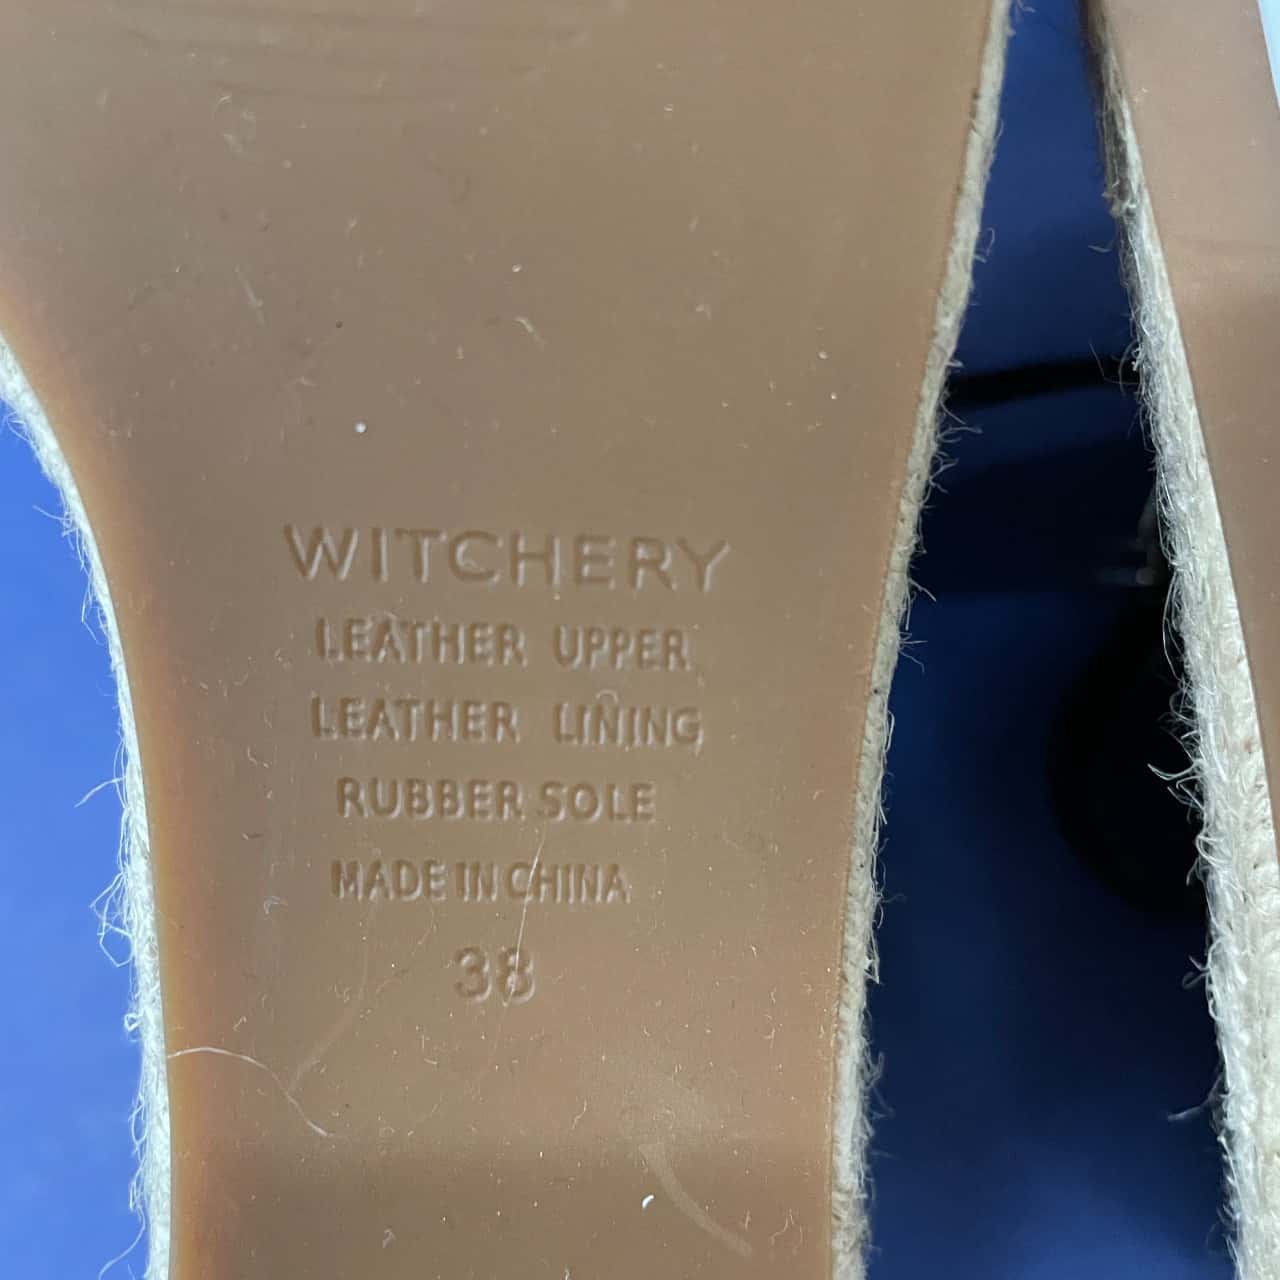 WITCHERY
LEATHER UPPER
LEATHER LINING
RUBBER SOLE
MADE IN CHINA
38